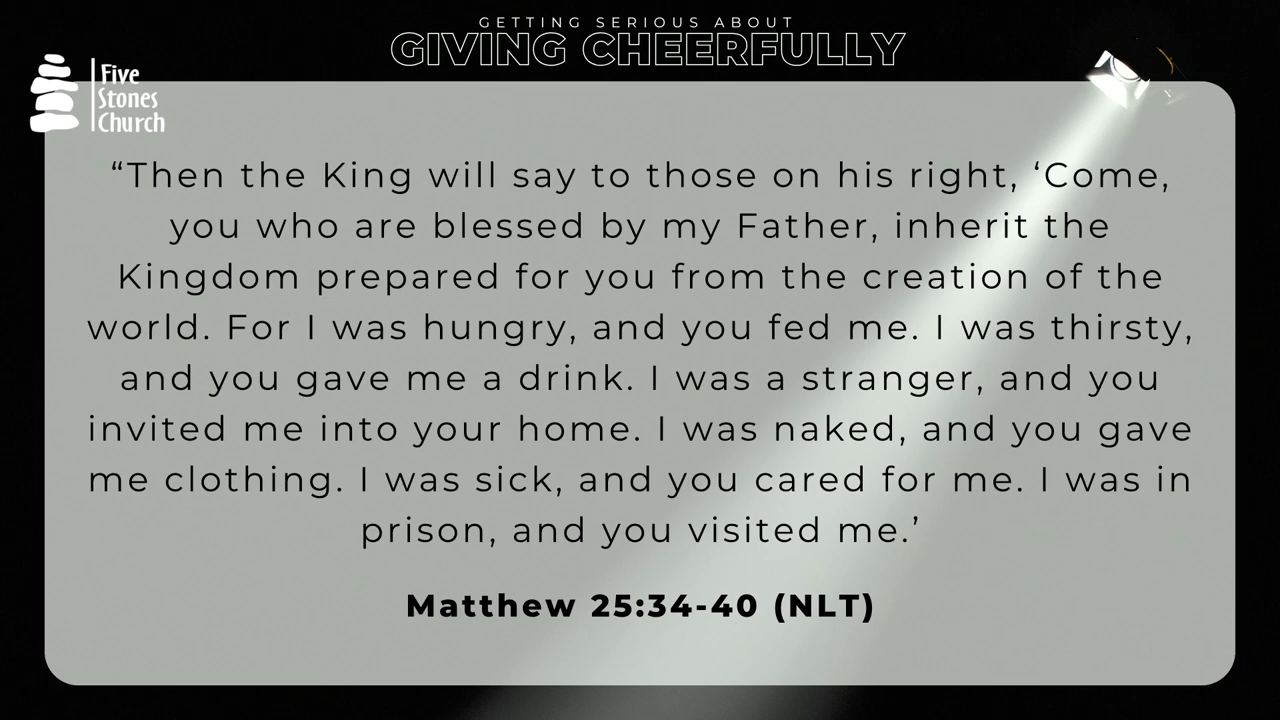 GETTING SERIOUS ABOUT
GIVING CHEERFULLY
Five
Stones
Church
“Then the King will say to those on his right, ‘Come,
you who are blessed by my Father, inherit the
Kingdom prepared for you from the creation of the
world. For I was hungry, and you fed me. I was thirsty,
and you gave me a drink. I was a stranger, and you
invited me into your home. I was naked, and you gave
me clothing. I was sick, and you cared for me. I was in
prison, and you visited me.’
Matthew 25:34-40 (NLT)